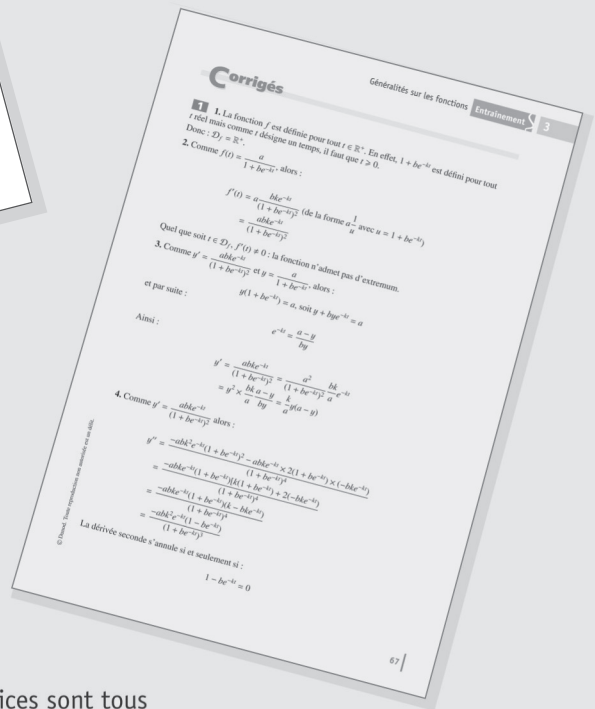 Corrigés
Généralités sur les fonctions Entraînement 3
1 1. La fonction f est définie pour tout t ∈ ℝ⁺. En effet, 1 + be^{-kt} est défini pour tout
t réel mais comme t désigne un temps, il faut que t ⩾ 0.
Donc : 𝒟_f = ℝ⁺.
2. Comme f(t) = a/(1 + be^{-kt}), alors :
f'(t) = a bke^{-kt}/(1 + be^{-kt})² (de la forme a 1/u avec u = 1 + be^{-kt})
= abke^{-kt}/(1 + be^{-kt})²
Quel que soit t ∈ 𝒟_f, f'(t) ≠ 0 : la fonction n'admet pas d'extremum.
3. Comme y' = abke^{-kt}/(1 + be^{-kt})² et y = a/(1 + be^{-kt}), alors :
y(1 + be^{-kt}) = a, soit y + bye^{-kt} = a
et par suite :
e^{-kt} = (a − y)/(by)
Ainsi :
y' = abke^{-kt}/(1 + be^{-kt})² = a²/(1 + be^{-kt})² bk/a e^{-kt}
= y² × bk/a (a − y)/(by) = k/a y(a − y)
4. Comme y' = abke^{-kt}/(1 + be^{-kt})² alors :
y'' = (−abk²e^{-kt}(1 + be^{-kt})² − abke^{-kt} × 2(1 + be^{-kt}) × (−bke^{-kt}))/(1 + be^{-kt})⁴
= −abke^{-kt}(1 + be^{-kt})[k(1 + be^{-kt}) + 2(−bke^{-kt})/(1 + be^{-kt})⁴
= −abke^{-kt}(1 + be^{-kt})(k − bke^{-kt})/(1 + be^{-kt})⁴
= −abk²e^{-kt}(1 − be^{-kt})/(1 + be^{-kt})³
La dérivée seconde s'annule si et seulement si :
1 − be^{-kt} = 0
© Dunod. Toute reproduction non autorisée est un délit.
67
ices sont tous